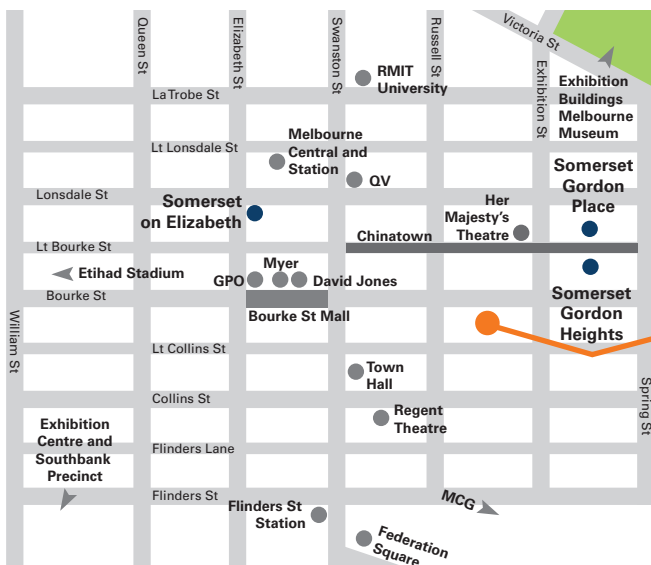 Queen St
Elizabeth St
Swanston St
Russell St
Victoria St
Exhibition St
RMIT
University
LaTrobe St
Exhibition
Buildings
Melbourne
Museum
Lt Lonsdale St
Melbourne
Central and
Station
QV
Lonsdale St
Somerset
on Elizabeth
Her
Majesty's
Theatre
Somerset
Gordon
Place
Chinatown
Lt Bourke St
Etihad Stadium
Myer
GPO
David Jones
Bourke St
Bourke St Mall
Somerset
Gordon
Heights
William St
Lt Collins St
Town
Hall
Spring St
Collins St
Regent
Theatre
Exhibition
Centre and
Southbank
Precinct
Flinders Lane
Flinders St
MCG
Flinders St
Station
Federation
Square